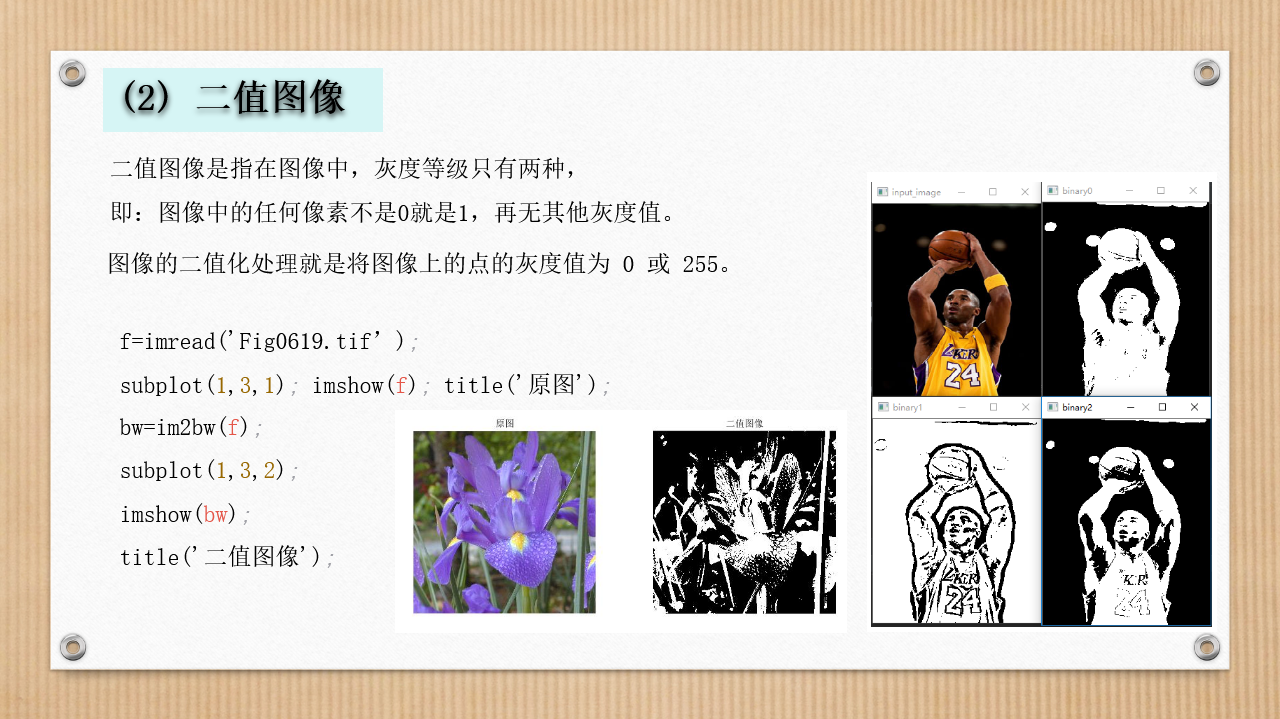 (2) 二值图像
二值图像是指在图像中，灰度等级只有两种，
即：图像中的任何像素不是0就是1，再无其他灰度值。
图像的二值化处理就是将图像上的点的灰度值为 0 或 255。
f=imread('Fig0619.tif’);
subplot(1,3,1); imshow(f); title('原图');
bw=im2bw(f);
subplot(1,3,2);
imshow(bw);
title('二值图像');
原图
二值图像
input_image
binary0
24
binary1
binary2
24
24